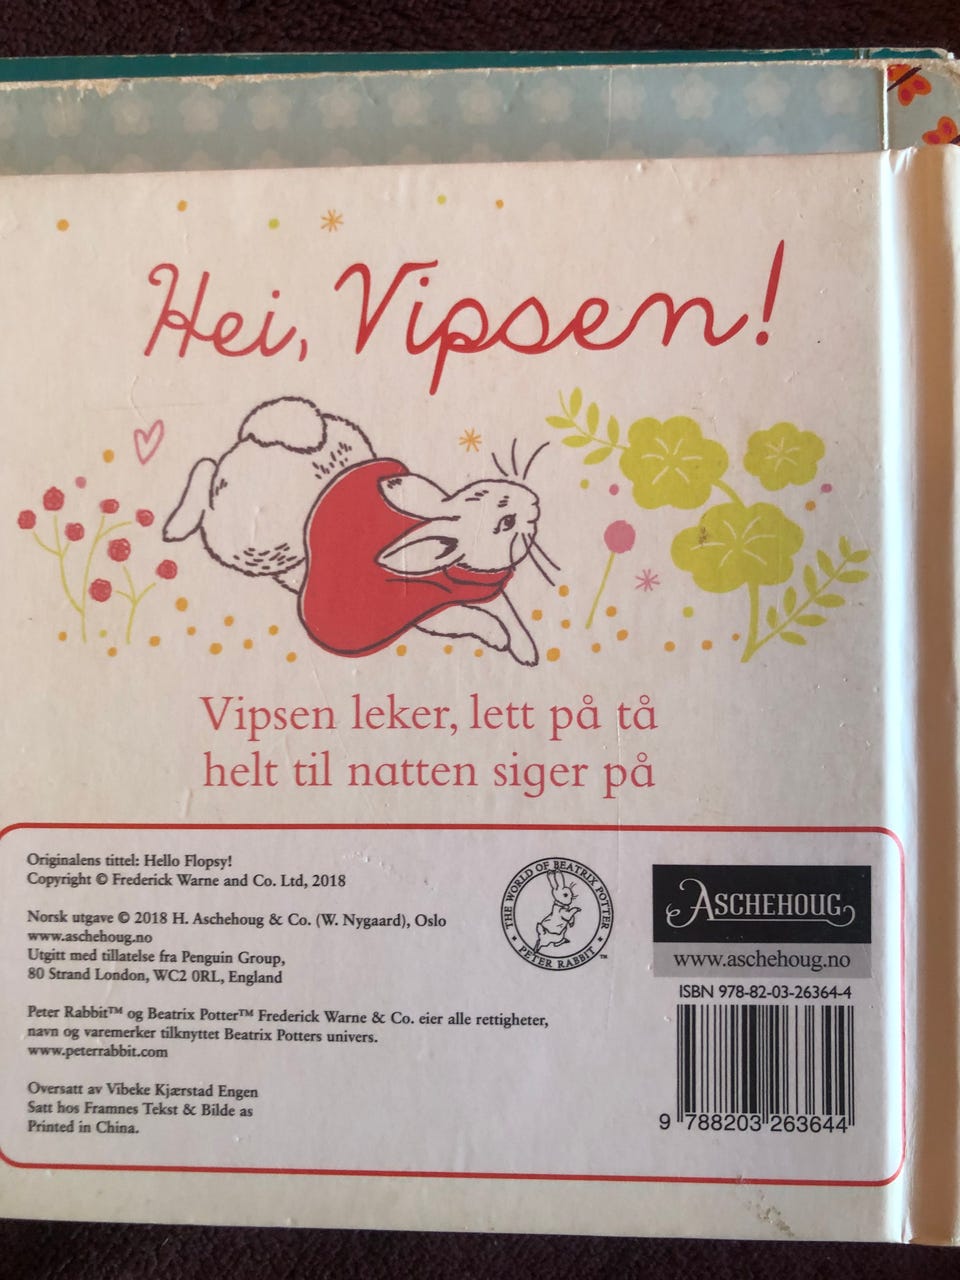 Hei, Vipsen!
Vipsen leker, lett på tå
helt til natten siger på
Originalens tittel: Hello Flopsy!
Copyright © Frederick Warne and Co. Ltd, 2018
Norsk utgave © 2018 H. Aschehoug & Co. (W. Nygaard), Oslo
www.aschehoug.no
Utgitt med tillatelse fra Penguin Group,
80 Strand London, WC2 0RL, England
Peter Rabbit™ og Beatrix Potter™ Frederick Warne & Co. eier alle rettigheter,
navn og varemerker tilknyttet Beatrix Potters univers.
www.peterrabbit.com
Oversatt av Vibeke Kjærstad Engen
Satt hos Framnes Tekst & Bilde as
Printed in China.
THE WORLD OF BEATRIX POTTER
• PETER RABBIT • ™
ASCHEHOUG
www.aschehoug.no
ISBN 978-82-03-26364-4
9 788203 263644